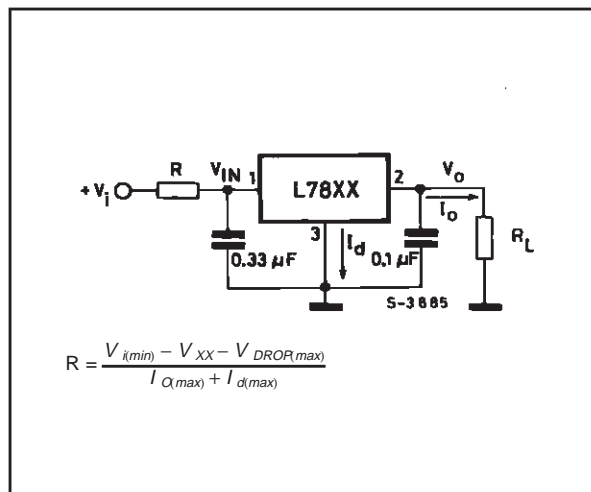 R
V_IN
1
L78XX
2
V_o
+V_i
I_o
3
I_d
R_L
0.33 µF
0.1 µF
S-3885
R = (V_i(min) − V_XX − V_DROP(max)) / (I_O(max) + I_d(max))